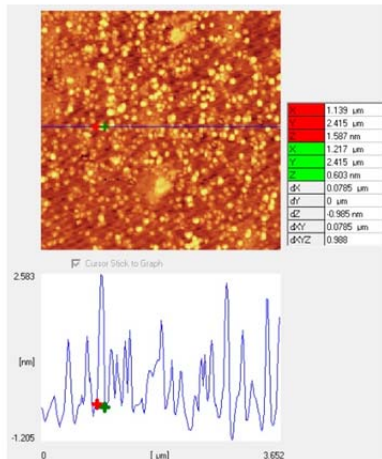 X 1.139 µm
Y 2.415 µm
Z 1.587 nm
X 1.217 µm
Y 2.415 µm
Z 0.603 nm
dX 0.0785 µm
dY 0 µm
dZ -0.985 nm
dXY 0.0785 µm
dXYZ 0.988
Cursor Stick to Graph
2.583
[nm]
-1.205
0 [µm] 3.652